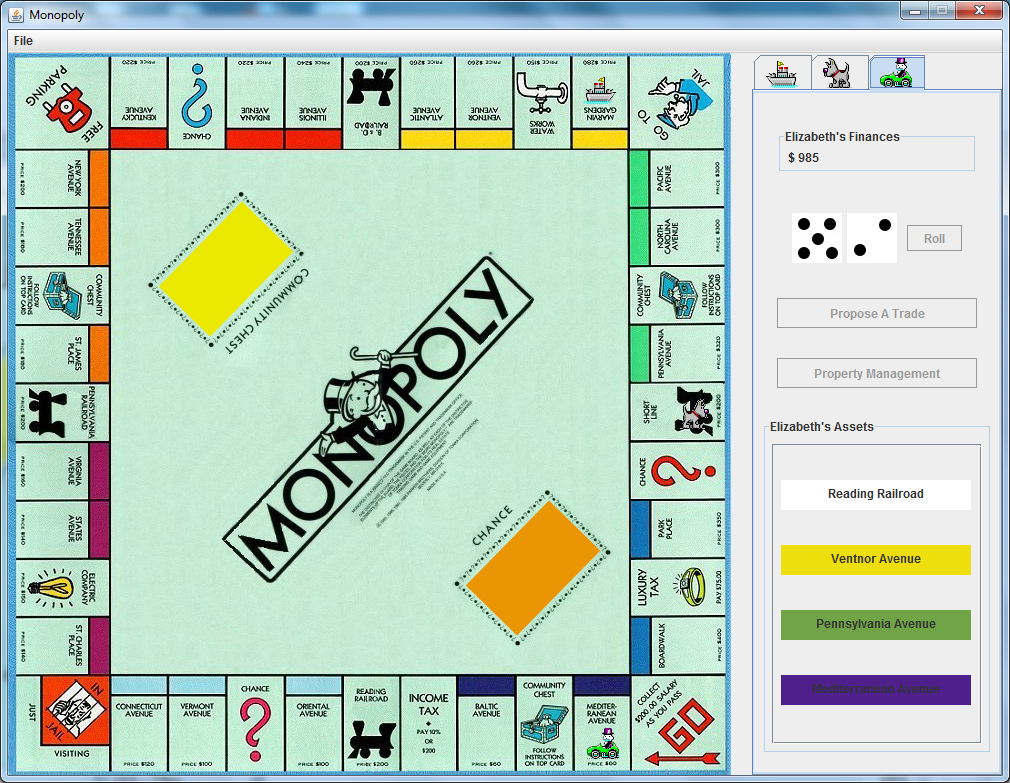 Monopoly
File
FREE
PARKING
PRICE $220
KENTUCKY
AVENUE
CHANCE
PRICE $220
INDIANA
AVENUE
PRICE $240
ILLINOIS
AVENUE
PRICE $200
B. & O.
RAILROAD
PRICE $260
ATLANTIC
AVENUE
PRICE $260
VENTNOR
AVENUE
PRICE $150
WATER
WORKS
PRICE $280
MARVIN
GARDENS
GO TO
JAIL
NEW YORK
AVENUE
PRICE $200
TENNESSEE
AVENUE
PRICE $180
COMMUNITY
CHEST
FOLLOW
INSTRUCTIONS
ON TOP CARD
ST. JAMES
PLACE
PRICE $180
PENNSYLVANIA
RAILROAD
PRICE $200
VIRGINIA
AVENUE
PRICE $160
STATES
AVENUE
PRICE $140
ELECTRIC
COMPANY
PRICE $150
ST. CHARLES
PLACE
PRICE $140
COMMUNITY CHEST
MONOPOLY
CHANCE
PACIFIC
AVENUE
PRICE $300
NORTH
CAROLINA
AVENUE
PRICE $300
COMMUNITY
CHEST
FOLLOW
INSTRUCTIONS
ON TOP CARD
PENNSYLVANIA
AVENUE
PRICE $320
SHORT
LINE
PRICE $200
CHANCE
PARK
PLACE
PRICE $350
LUXURY
TAX
PAY $75.00
BOARDWALK
PRICE $400
IN
JAIL
JUST
VISITING
CONNECTICUT
AVENUE
PRICE $120
VERMONT
AVENUE
PRICE $100
CHANCE
ORIENTAL
AVENUE
PRICE $100
READING
RAILROAD
PRICE $200
INCOME
TAX
PAY 10%
OR
$200
BALTIC
AVENUE
PRICE $60
COMMUNITY
CHEST
FOLLOW
INSTRUCTIONS
ON TOP CARD
MEDITER-
RANEAN
AVENUE
PRICE $60
COLLECT
$200.00 SALARY
AS YOU PASS
GO
Elizabeth's Finances
$ 985
Roll
Propose A Trade
Property Management
Elizabeth's Assets
Reading Railroad
Ventnor Avenue
Pennsylvania Avenue
Mediterranean Avenue